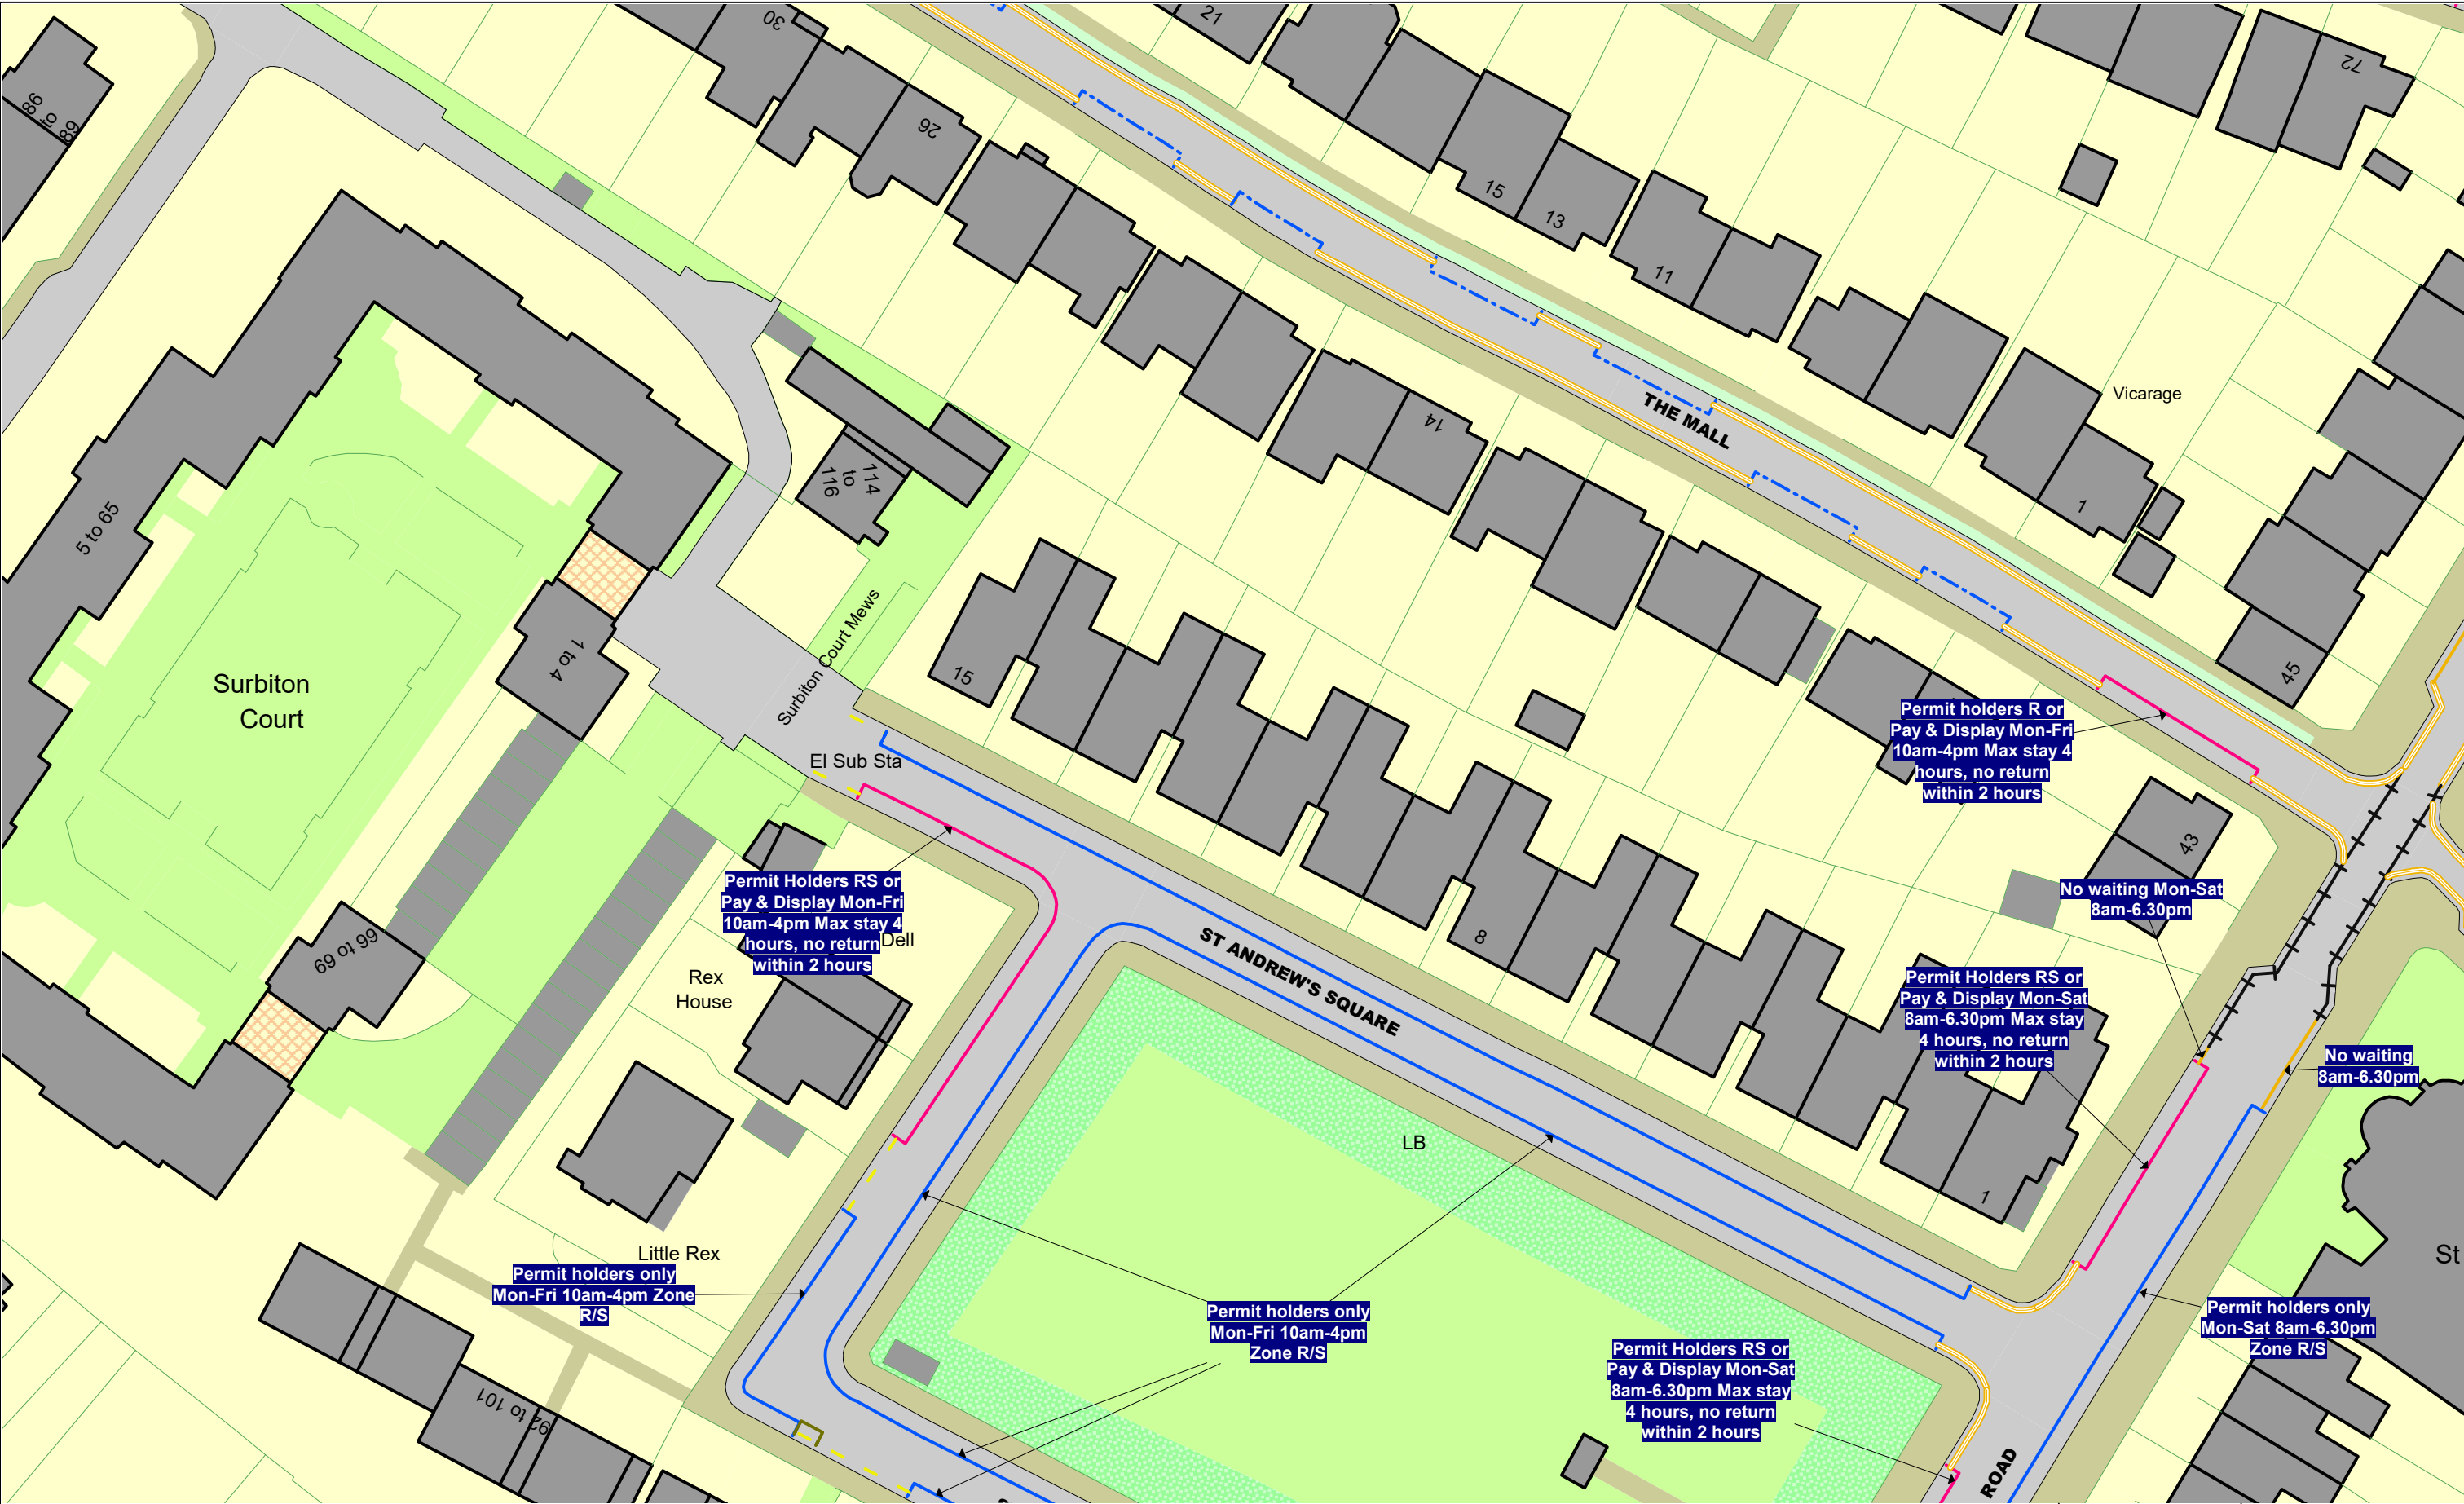 30
21
72
98
to
89
26
15
13
11
Vicarage
14
THE MALL
114
to
116
1
5 to 65
Surbiton Court Mews
1 to 4
15
45
Surbiton
Court
Permit holders R or
Pay & Display Mon-Fri
10am-4pm Max stay 4
hours, no return
within 2 hours
El Sub Sta
43
Permit Holders RS or
Pay & Display Mon-Fri
10am-4pm Max stay 4
hours, no return
within 2 hours
Dell
No waiting Mon-Sat
8am-6.30pm
8
66 to 69
ST ANDREW'S SQUARE
Rex
House
Permit Holders RS or
Pay & Display Mon-Sat
8am-6.30pm Max stay
4 hours, no return
within 2 hours
No waiting
8am-6.30pm
LB
1
Little Rex
St
Permit holders only
Mon-Fri 10am-4pm Zone
R/S
Permit holders only
Mon-Fri 10am-4pm
Zone R/S
Permit holders only
Mon-Sat 8am-6.30pm
Zone R/S
Permit Holders RS or
Pay & Display Mon-Sat
8am-6.30pm Max stay
4 hours, no return
within 2 hours
92 to 101
ROAD